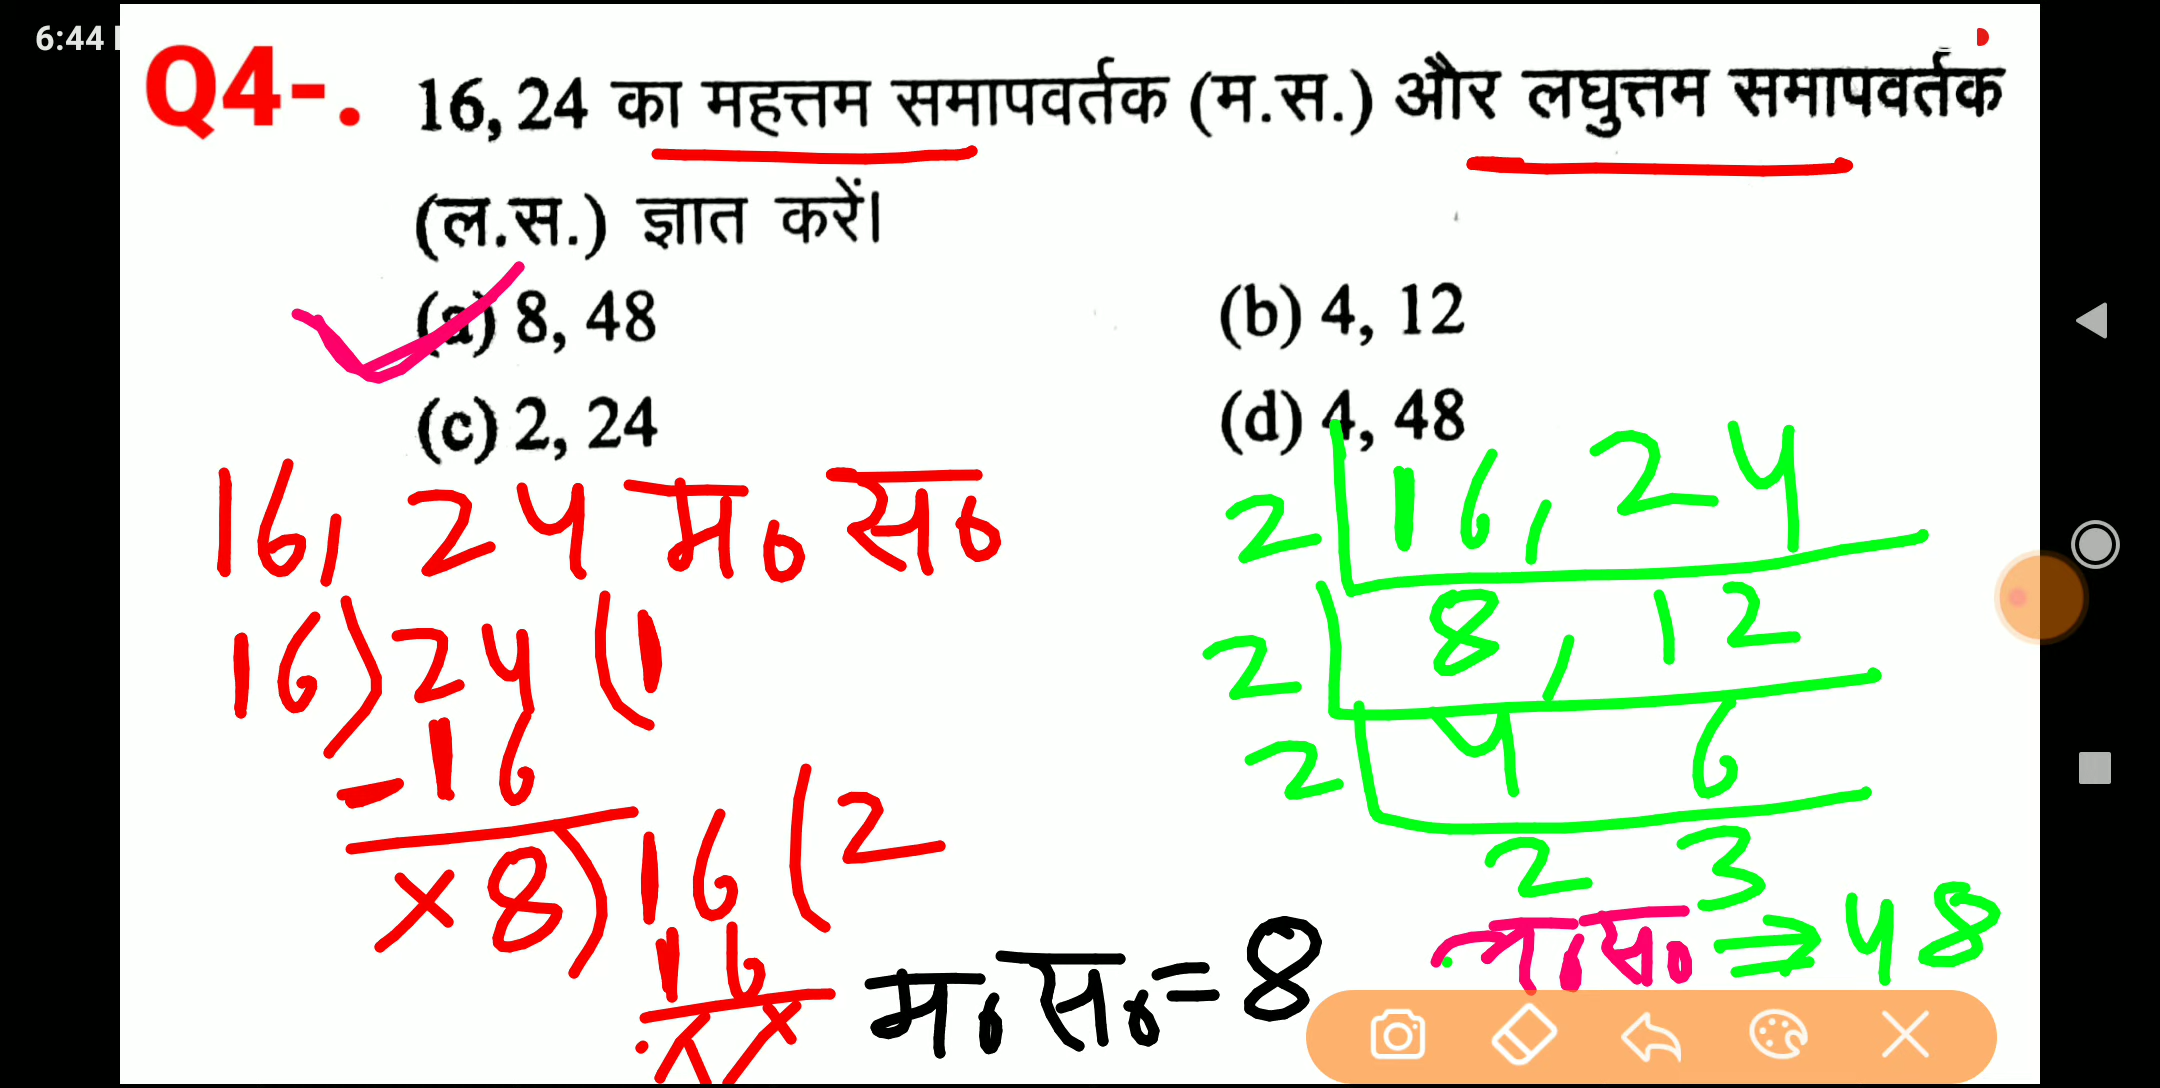 6:44
Q4-. 16, 24 का महत्तम समापवर्तक (म.स.) और लघुत्तम समापवर्तक
(ल.स.) ज्ञात करें।
(a) 8, 48
(b) 4, 12
(c) 2, 24
(d) 4, 48
16, 24 म० स०
16) 24 (1
- 16
× 8) 16 (2
16
× ×
म० स० = 8
2 | 16, 24
2 | 8, 12
2 | 4 6
2 3
ल० स० ⇒ 48